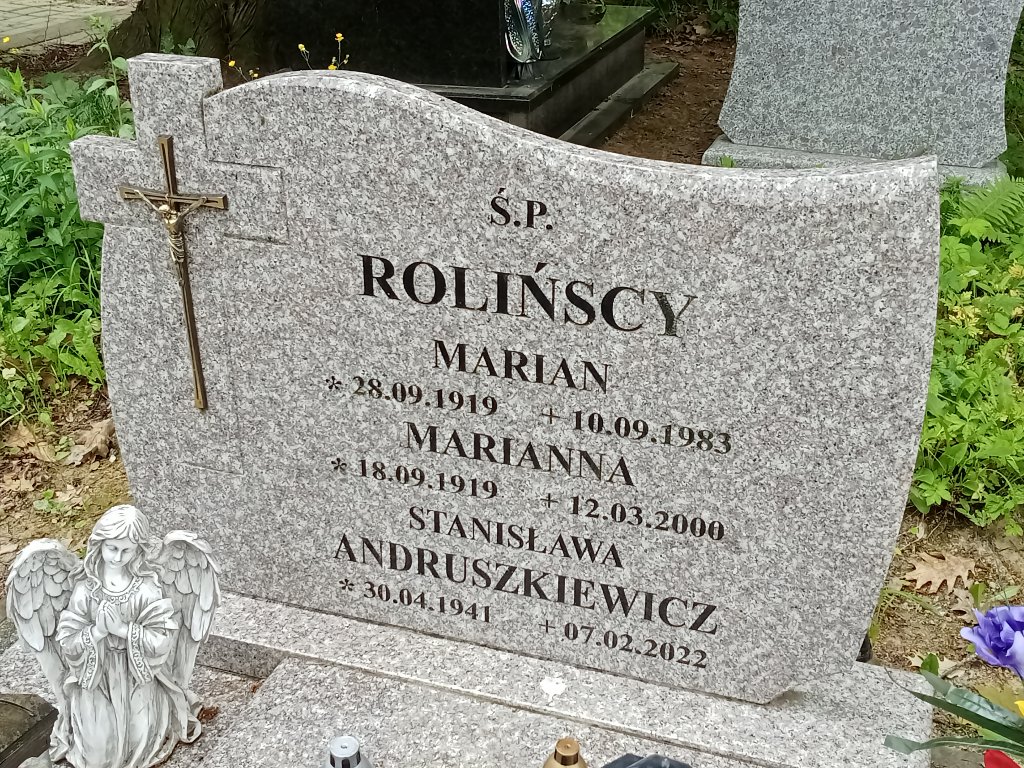 Ś.P.
ROLIŃSCY
MARIAN
* 28.09.1919 + 10.09.1983
MARIANNA
* 18.09.1919 + 12.03.2000
STANISŁAWA
ANDRUSZKIEWICZ
* 30.04.1941 + 07.02.2022